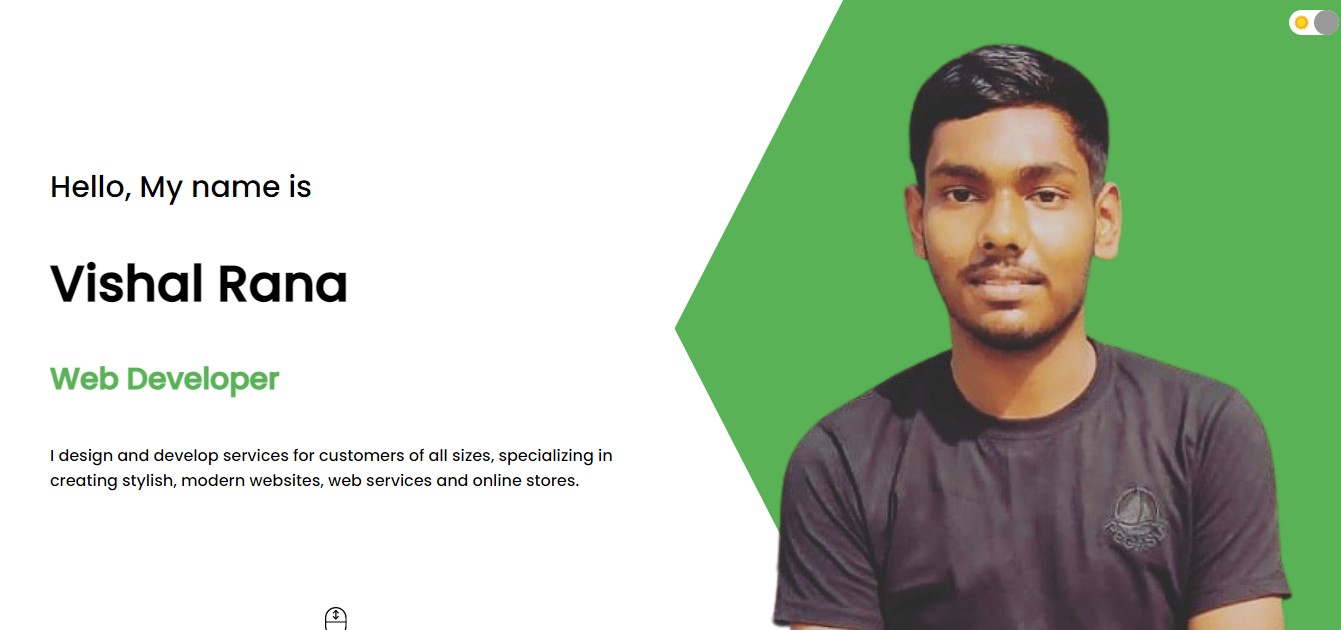 Hello, My name is
Vishal Rana
Web Developer
I design and develop services for customers of all sizes, specializing in
creating stylish, modern websites, web services and online stores.